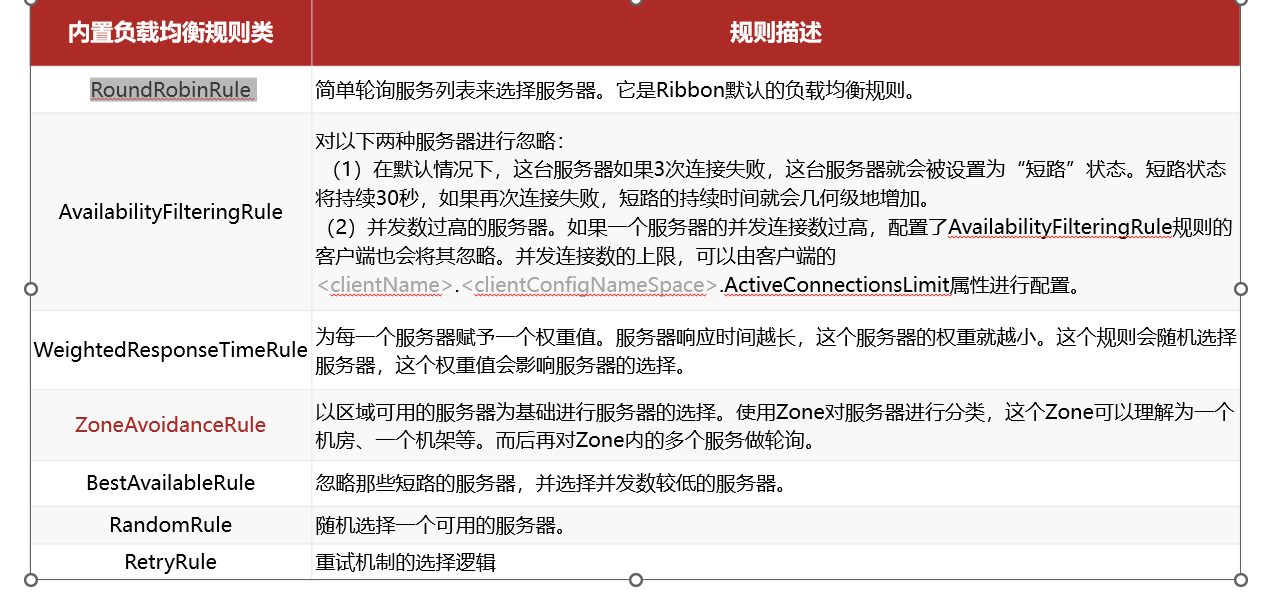 内置负载均衡规则类 规则描述
RoundRobinRule 简单轮询服务列表来选择服务器。它是Ribbon默认的负载均衡规则。
AvailabilityFilteringRule
对以下两种服务器进行忽略：
（1）在默认情况下，这台服务器如果3次连接失败，这台服务器就会被设置为“短路”状态。短路状态
将持续30秒，如果再次连接失败，短路的持续时间就会几何级地增加。
（2）并发数过高的服务器。如果一个服务器的并发连接数过高，配置了AvailabilityFilteringRule规则的
客户端也会将其忽略。并发连接数的上限，可以由客户端的
<clientName>.<clientConfigNameSpace>.ActiveConnectionsLimit属性进行配置。
WeightedResponseTimeRule
为每一个服务器赋予一个权重值。服务器响应时间越长，这个服务器的权重就越小。这个规则会随机选择
服务器，这个权重值会影响服务器的选择。
ZoneAvoidanceRule
以区域可用的服务器为基础进行服务器的选择。使用Zone对服务器进行分类，这个Zone可以理解为一个
机房、一个机架等。而后再对Zone内的多个服务做轮询。
BestAvailableRule 忽略那些短路的服务器，并选择并发数较低的服务器。
RandomRule 随机选择一个可用的服务器。
RetryRule 重试机制的选择逻辑